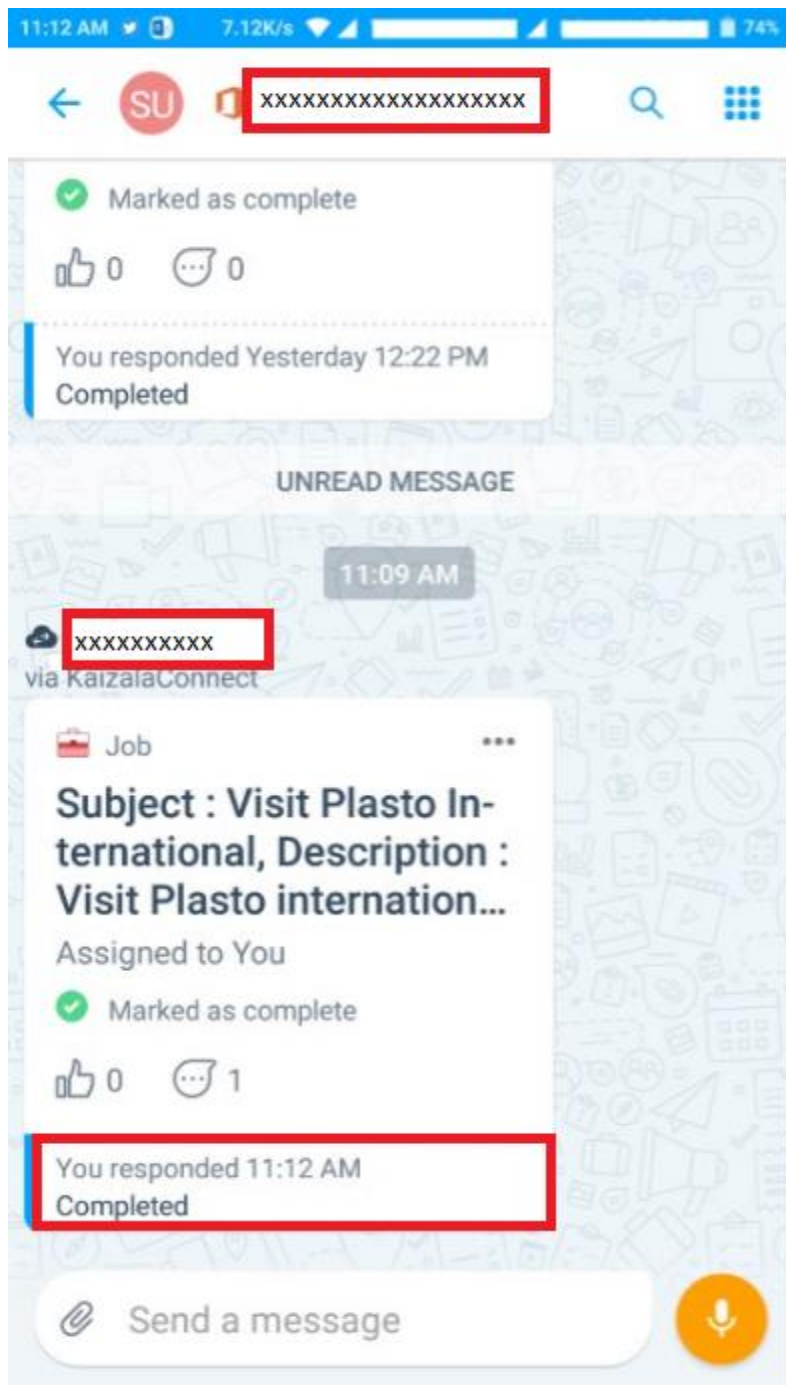 11:12 AM 7.12K/s 74%
SU xxxxxxxxxxxxxxxxxxx
Marked as complete
0 0
You responded Yesterday 12:22 PM
Completed
UNREAD MESSAGE
11:09 AM
xxxxxxxxxx
via KaizalaConnect
Job
Subject : Visit Plasto In-
ternational, Description :
Visit Plasto internation...
Assigned to You
Marked as complete
0 1
You responded 11:12 AM
Completed
Send a message